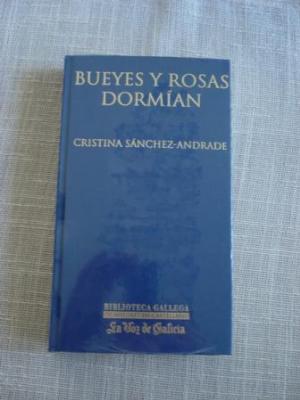 BUEYES Y ROSAS
DORMÍAN
CRISTINA SÁNCHEZ-ANDRADE
BIBLIOTECA GALLEGA
La Voz de Galicia